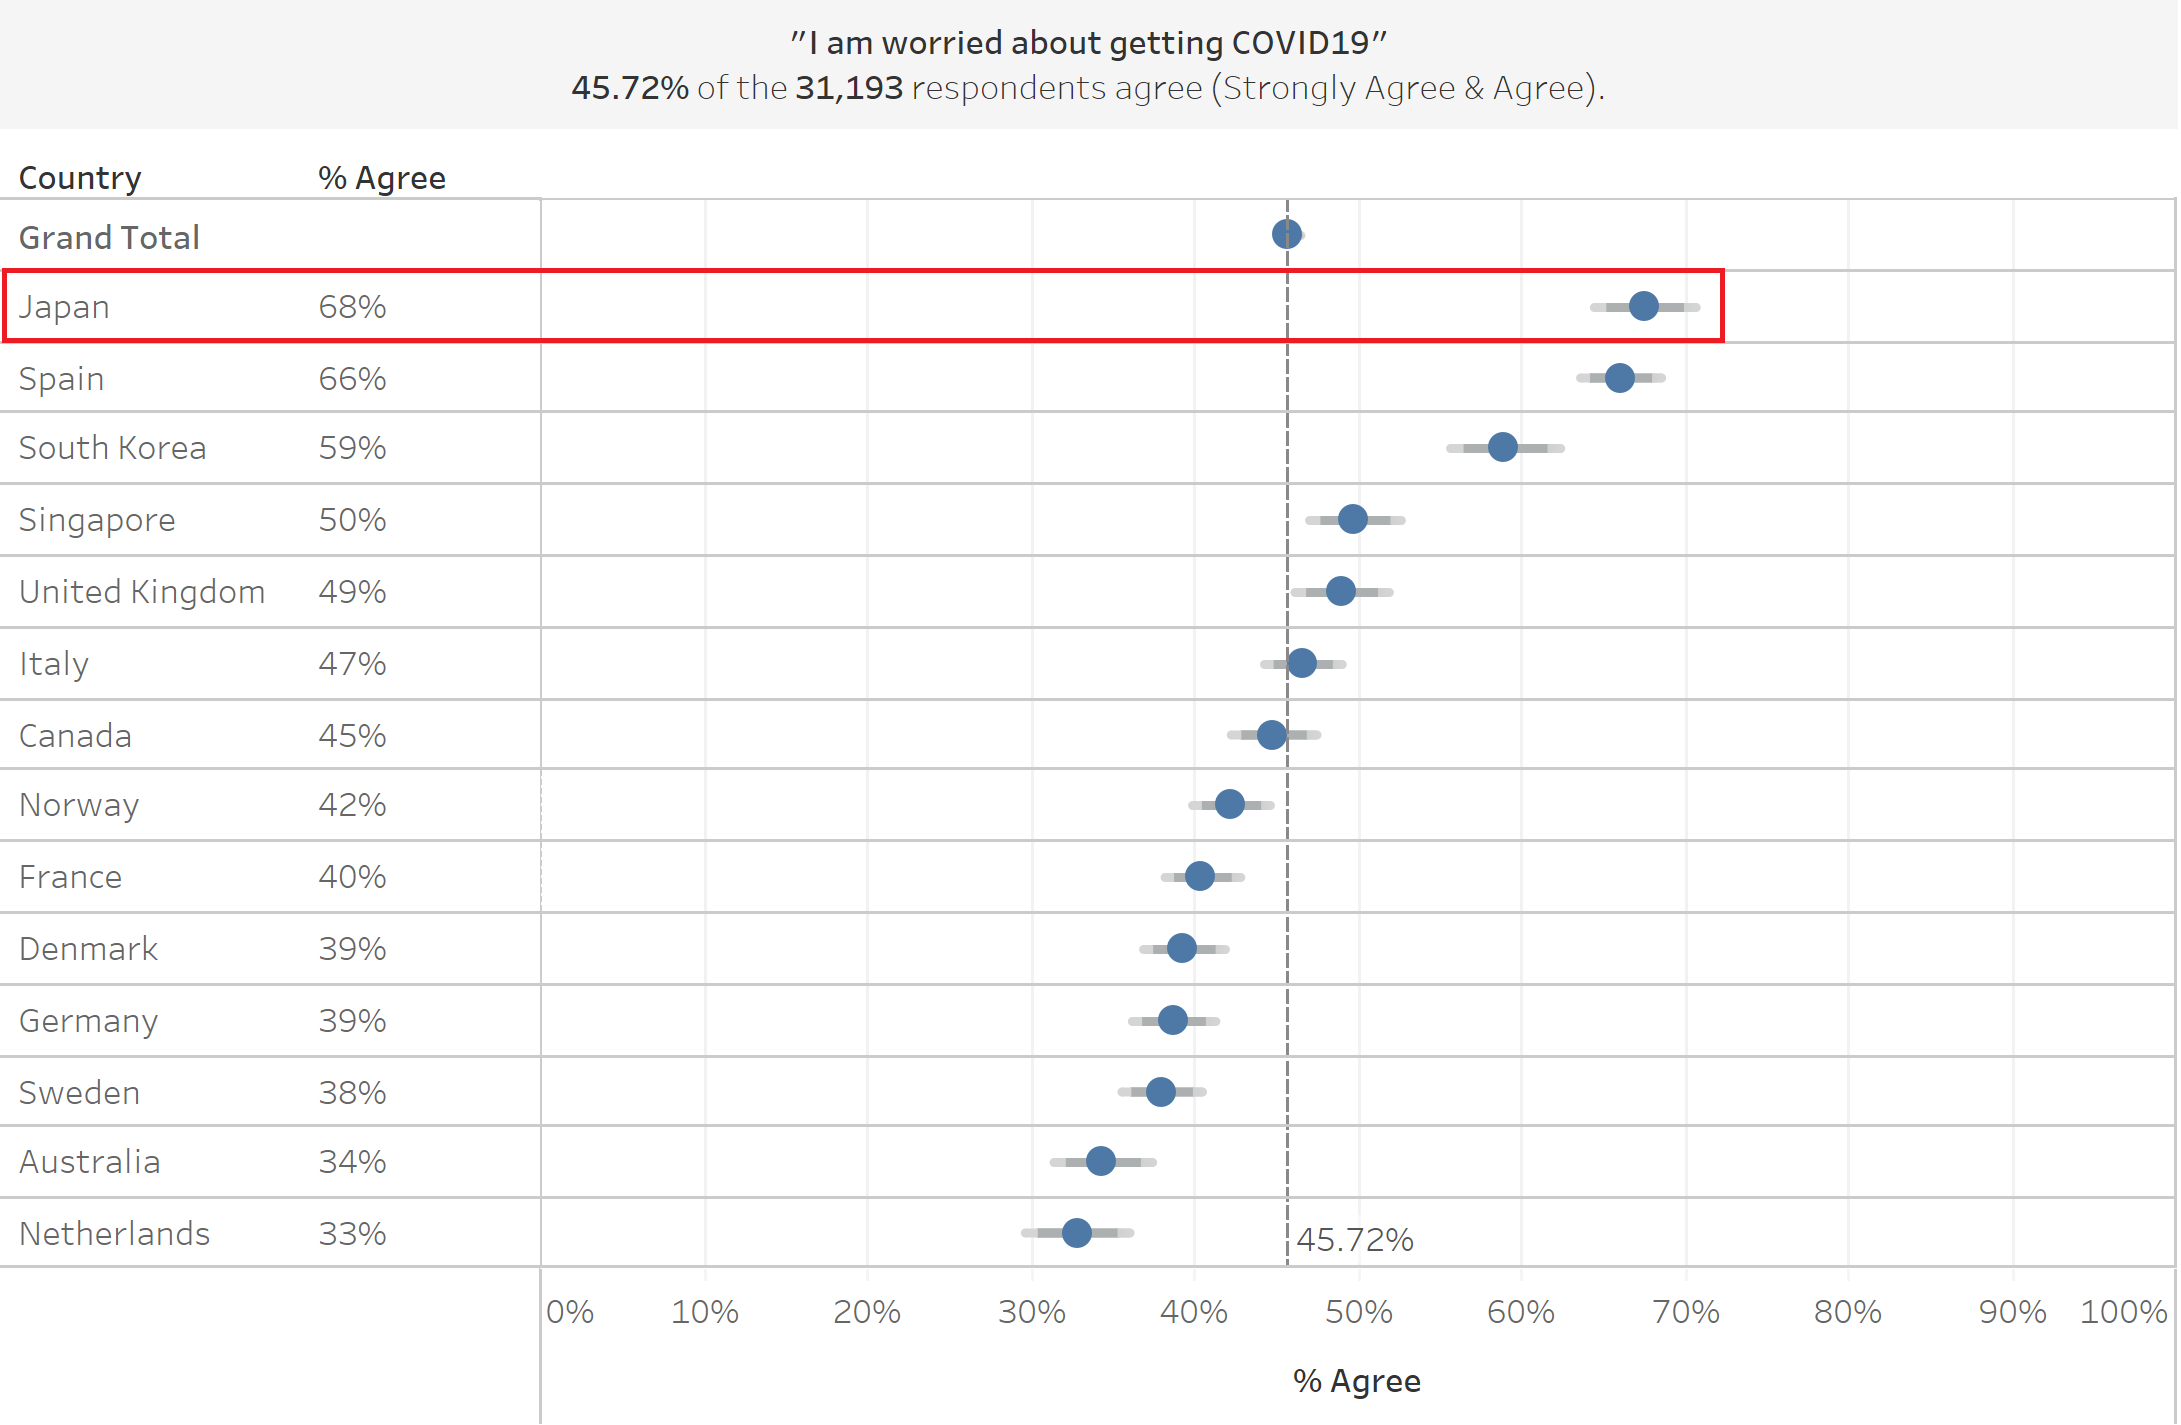 "I am worried about getting COVID19"
45.72% of the 31,193 respondents agree (Strongly Agree & Agree).
Country % Agree
Grand Total
Japan 68%
Spain 66%
South Korea 59%
Singapore 50%
United Kingdom 49%
Italy 47%
Canada 45%
Norway 42%
France 40%
Denmark 39%
Germany 39%
Sweden 38%
Australia 34%
Netherlands 33%
45.72%
0% 10% 20% 30% 40% 50% 60% 70% 80% 90% 100%
% Agree